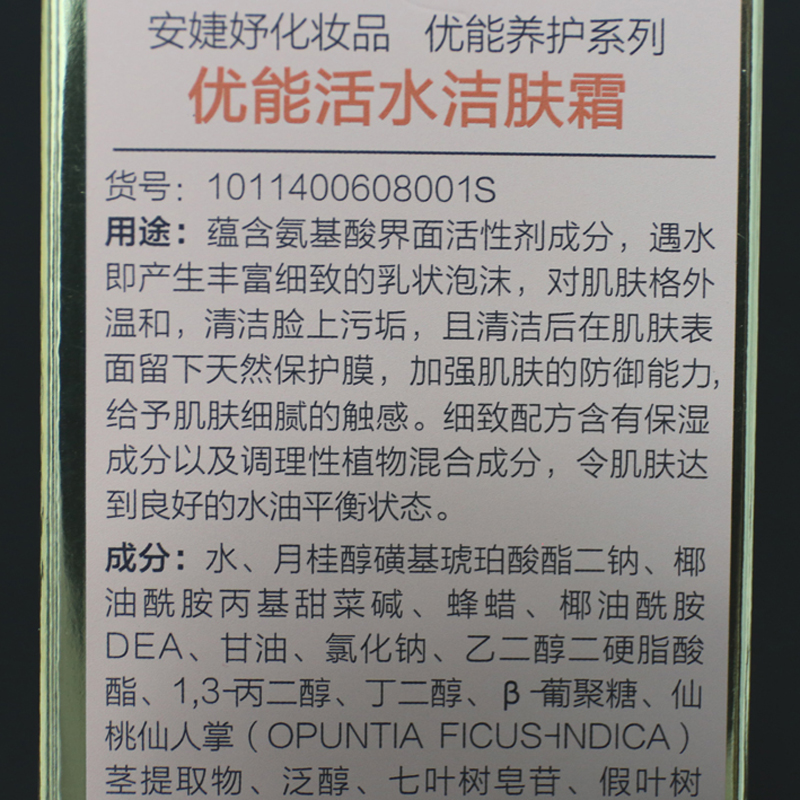 安婕妤化妆品 优能养护系列
优能活水洁肤霜
货号：1011400608001S
用途：蕴含氨基酸界面活性剂成分，遇水
即产生丰富细致的乳状泡沫，对肌肤格外
温和，清洁脸上污垢，且清洁后在肌肤表
面留下天然保护膜，加强肌肤的防御能力，
给予肌肤细腻的触感。细致配方含有保湿
成分以及调理性植物混合成分，令肌肤达
到良好的水油平衡状态。
成分：水、月桂醇磺基琥珀酸酯二钠、椰
油酰胺丙基甜菜碱、蜂蜡、椰油酰胺
DEA、甘油、氯化钠、乙二醇二硬脂酸
酯、1,3-丙二醇、丁二醇、β-葡聚糖、仙
桃仙人掌（OPUNTIA FICUS-INDICA）
茎提取物、泛醇、七叶树皂苷、假叶树